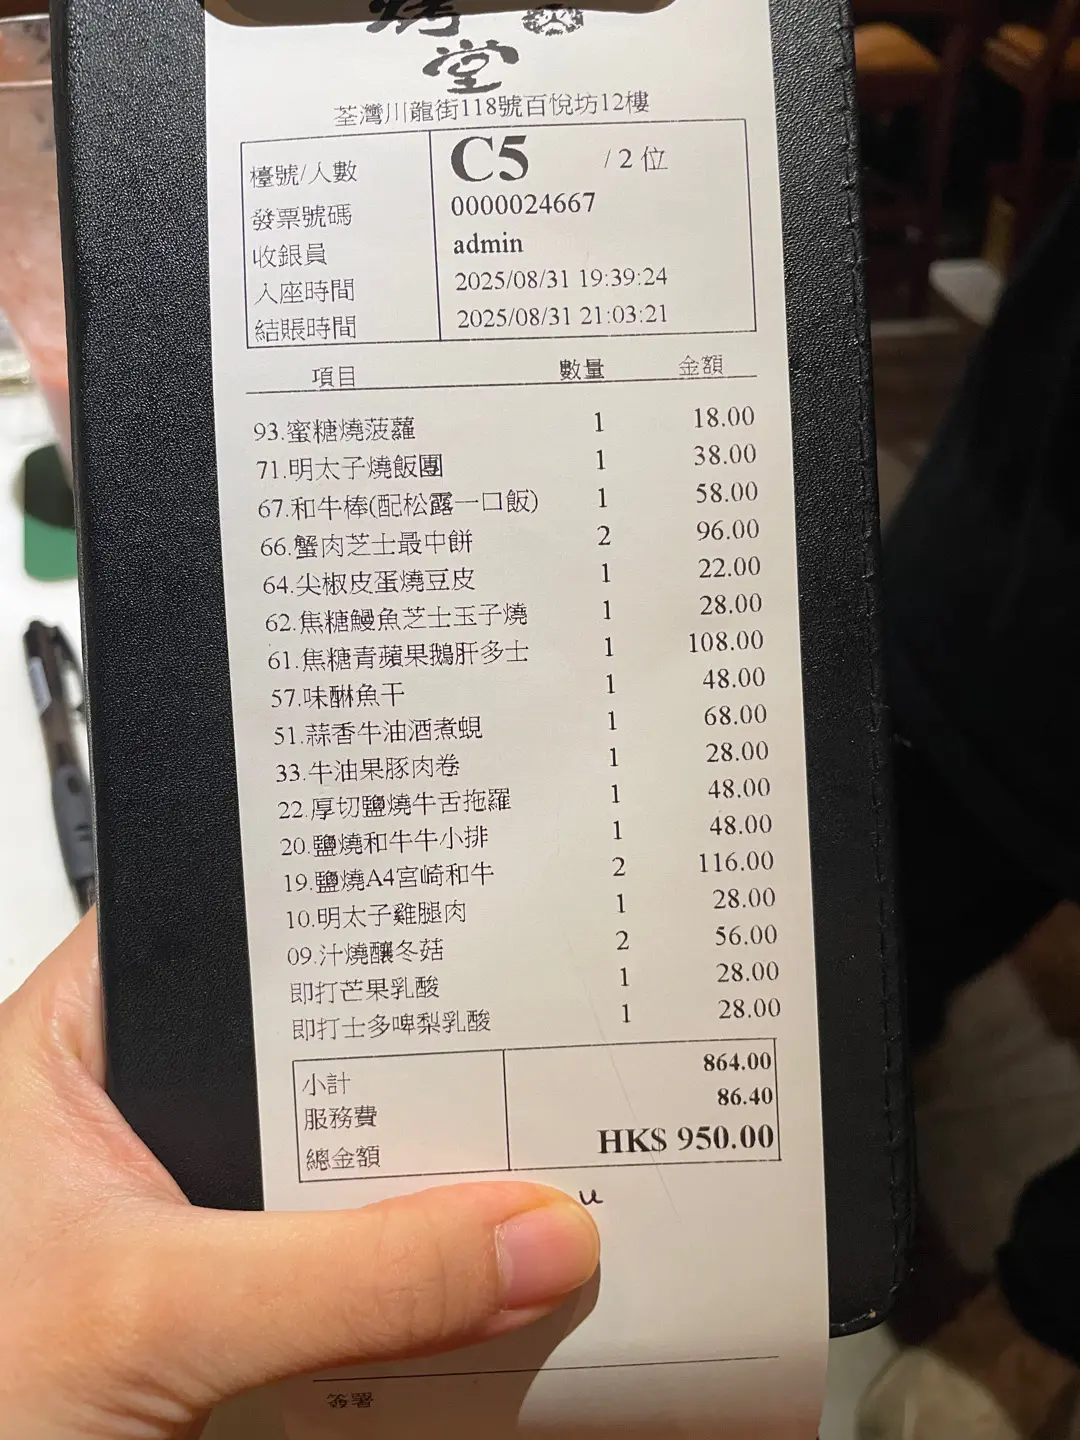 烤
堂
荃灣川龍街118號百悅坊12樓
檯號/人數 C5 / 2 位
發票號碼 0000024667
收銀員 admin
入座時間 2025/08/31 19:39:24
結賬時間 2025/08/31 21:03:21
項目 數量 金額
93.蜜糖燒菠蘿 1 18.00
71.明太子燒飯團 1 38.00
67.和牛棒(配松露一口飯) 1 58.00
66.蟹肉芝士最中餅 2 96.00
64.尖椒皮蛋燒豆皮 1 22.00
62.焦糖鰻魚芝士玉子燒 1 28.00
61.焦糖青蘋果鵝肝多士 1 108.00
57.味醂魚干 1 48.00
51.蒜香牛油酒煮蜆 1 68.00
33.牛油果豚肉卷 1 28.00
22.厚切鹽燒牛舌拖羅 1 48.00
20.鹽燒和牛牛小排 1 48.00
19.鹽燒A4宮崎和牛 2 116.00
10.明太子雞腿肉 1 28.00
09.汁燒釀冬菇 2 56.00
即打芒果乳酸 1 28.00
即打士多啤梨乳酸 1 28.00
小計 864.00
服務費 86.40
總金額 HK$ 950.00